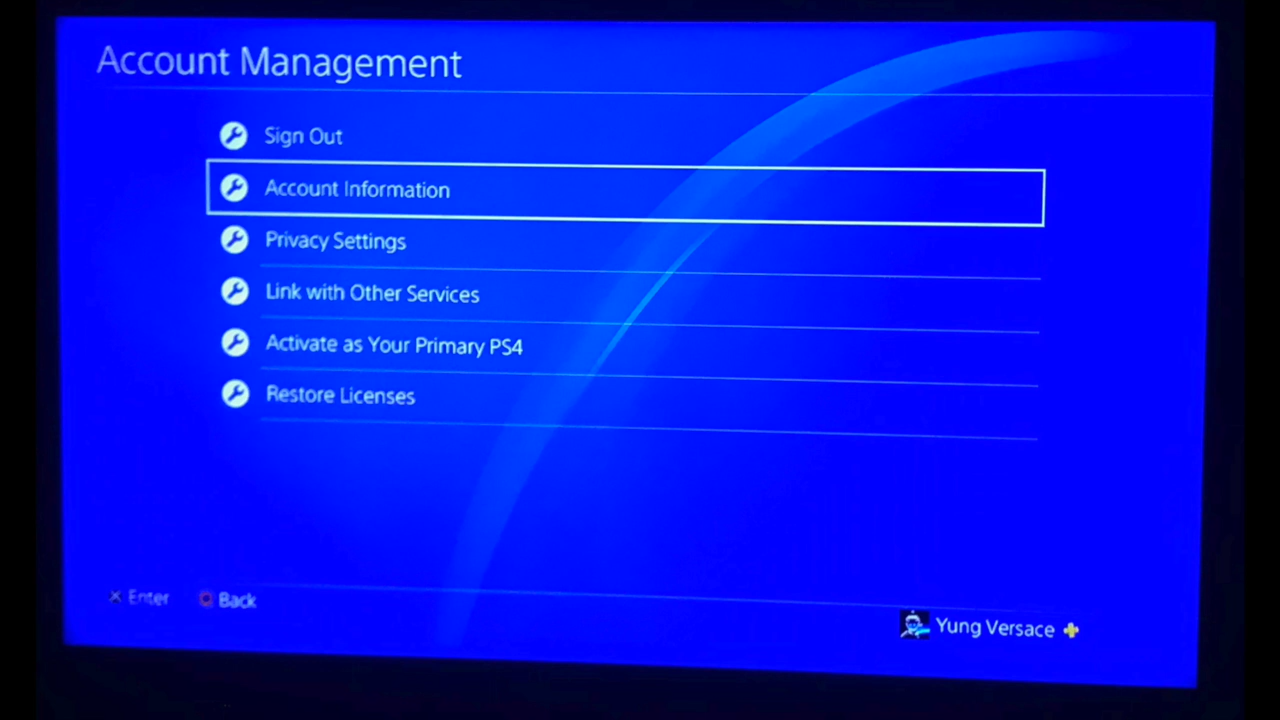 Account Management
Sign Out
Account Information
Privacy Settings
Link with Other Services
Activate as Your Primary PS4
Restore Licenses
Enter
Back
Yung Versace